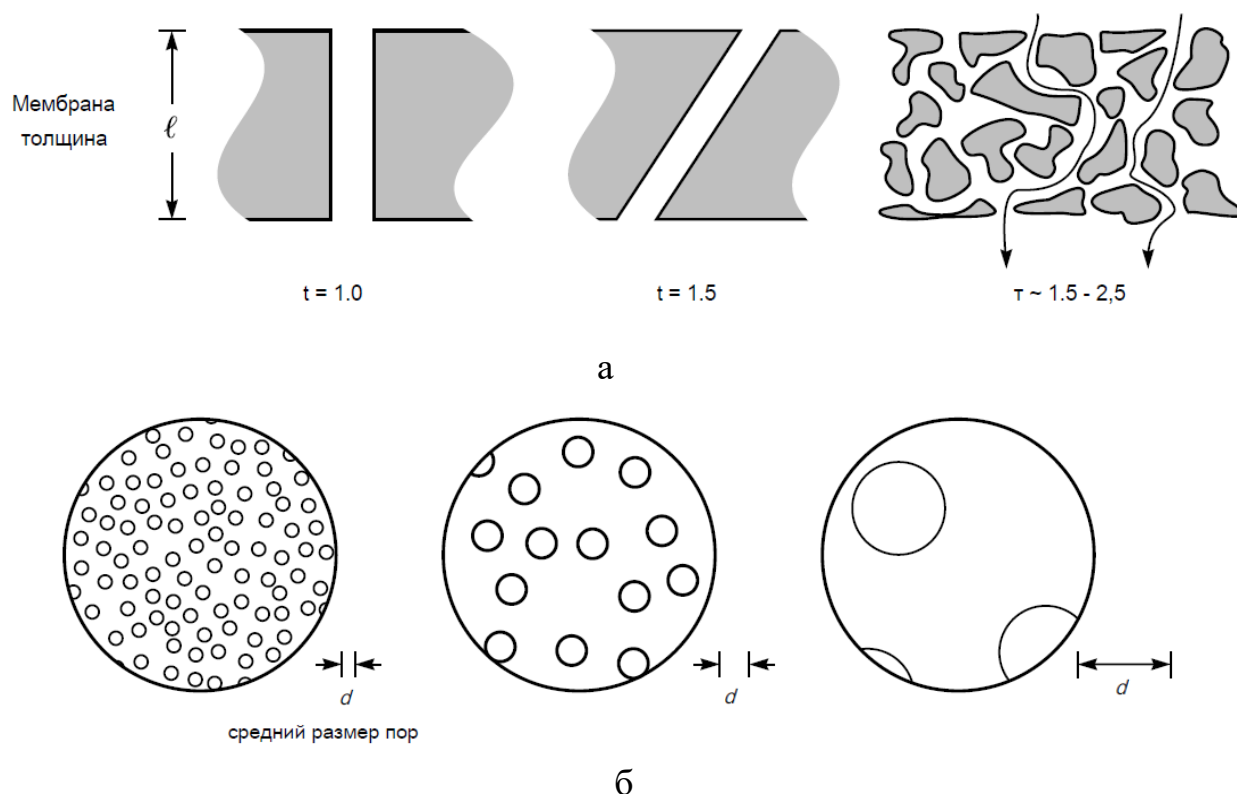 Мембрана
толщина
ℓ
t = 1.0
t = 1.5
т ~ 1.5 - 2,5
а
d
d
d
средний размер пор
б